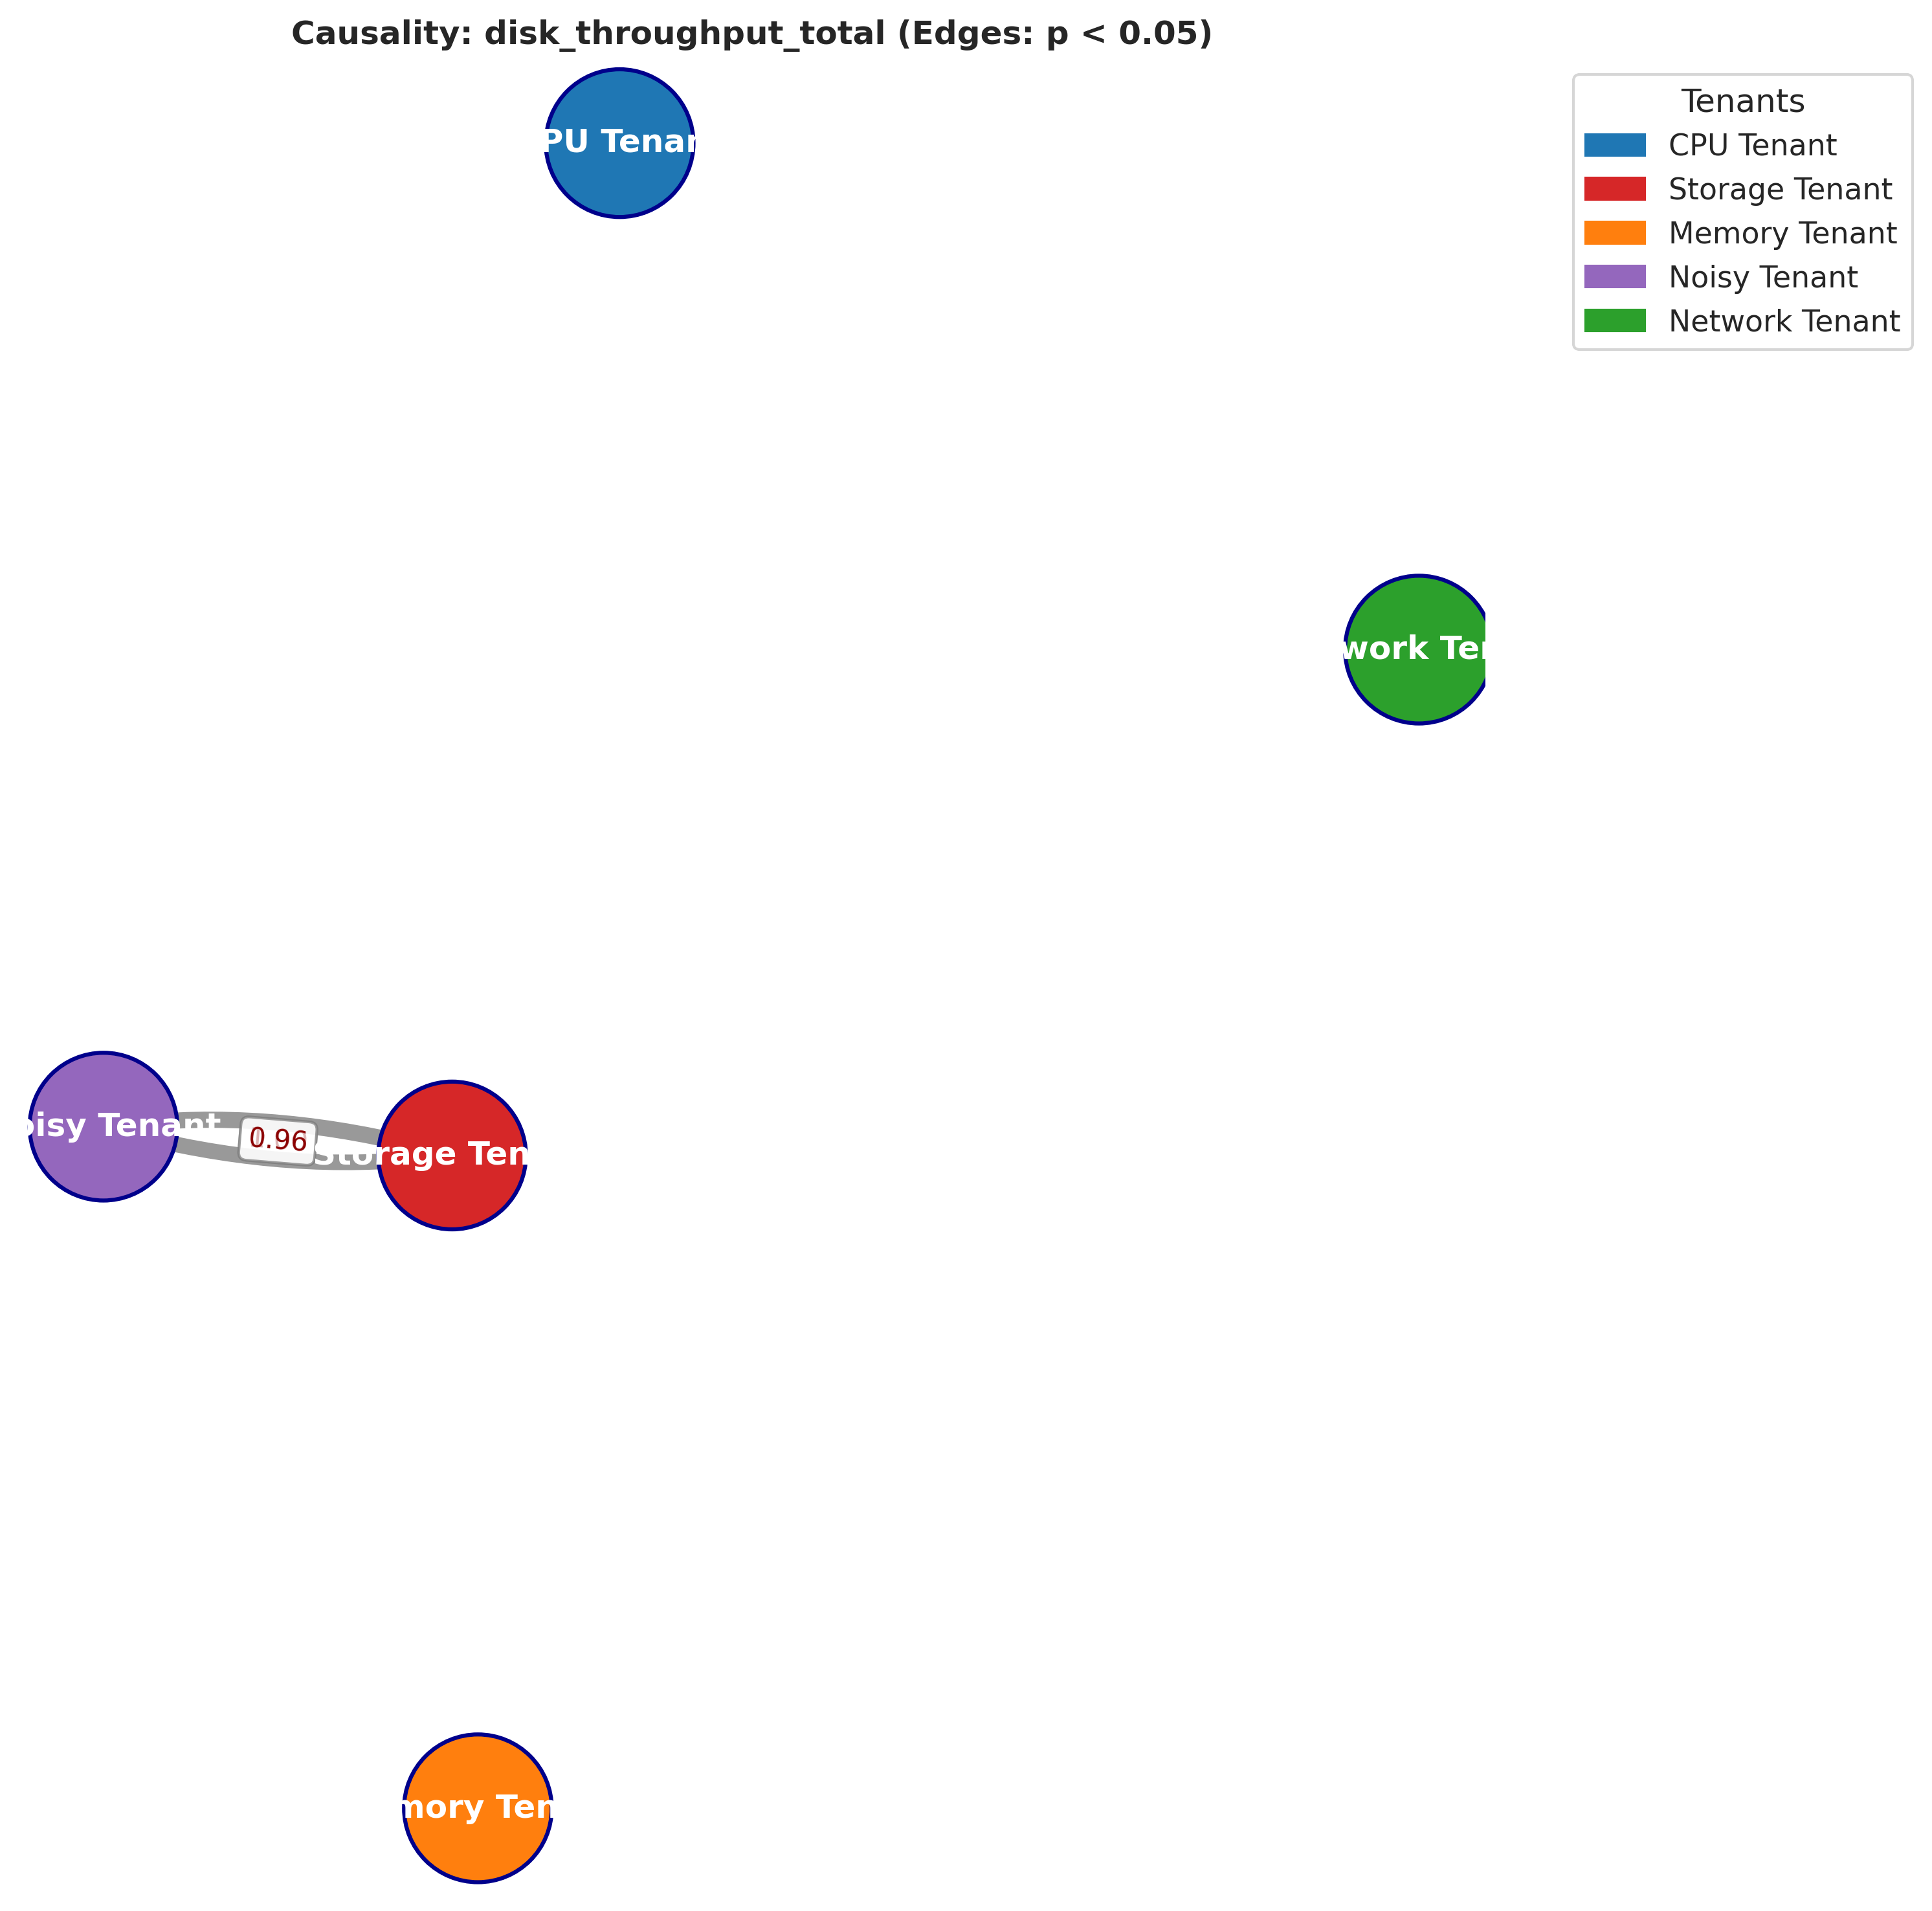 Causality: disk_throughput_total (Edges: p < 0.05)
PU Tenan
Tenants
CPU Tenant
Storage Tenant
Memory Tenant
Noisy Tenant
Network Tenant
work Ten
oisy Tenant
0.96
Storage Ten
mory Ten